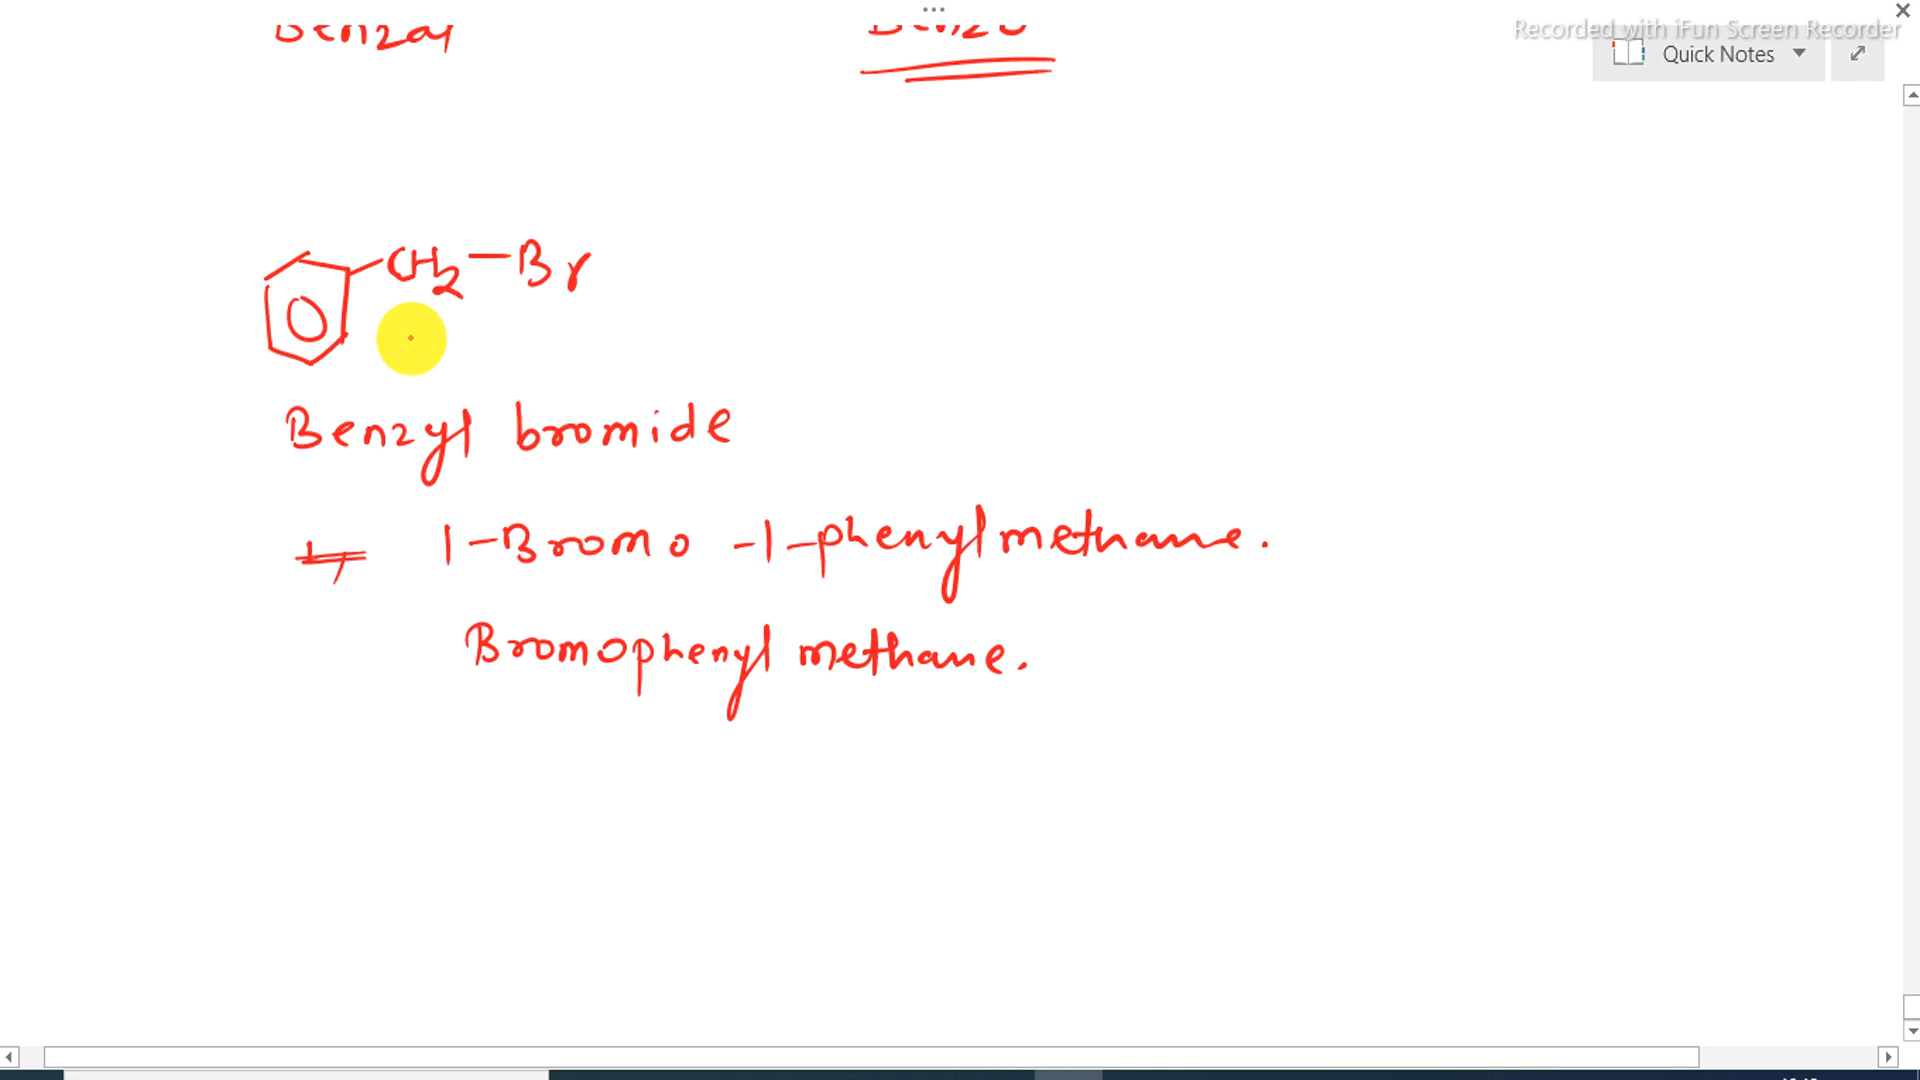 Recorded with iFun Screen Recorder
Quick Notes
CH2-Br
Benzyl bromide
1-Bromo -1-phenylmethane.
Bromophenyl methane.